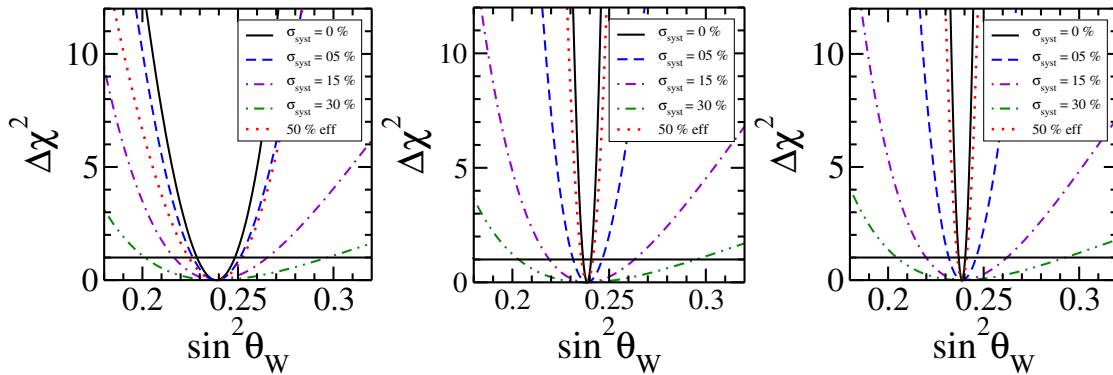 Δχ²
10
5
0
0.2
0.25
0.3
sin²θ_W
σ_syst = 0 %
σ_syst = 05 %
σ_syst = 15 %
σ_syst = 30 %
50 % eff
Δχ²
10
5
0
0.2
0.25
0.3
sin²θ_W
σ_syst = 0 %
σ_syst = 05 %
σ_syst = 15 %
σ_syst = 30 %
50 % eff
Δχ²
10
5
0
0.2
0.25
0.3
sin²θ_W
σ_syst = 0 %
σ_syst = 05 %
σ_syst = 15 %
σ_syst = 30 %
50 % eff